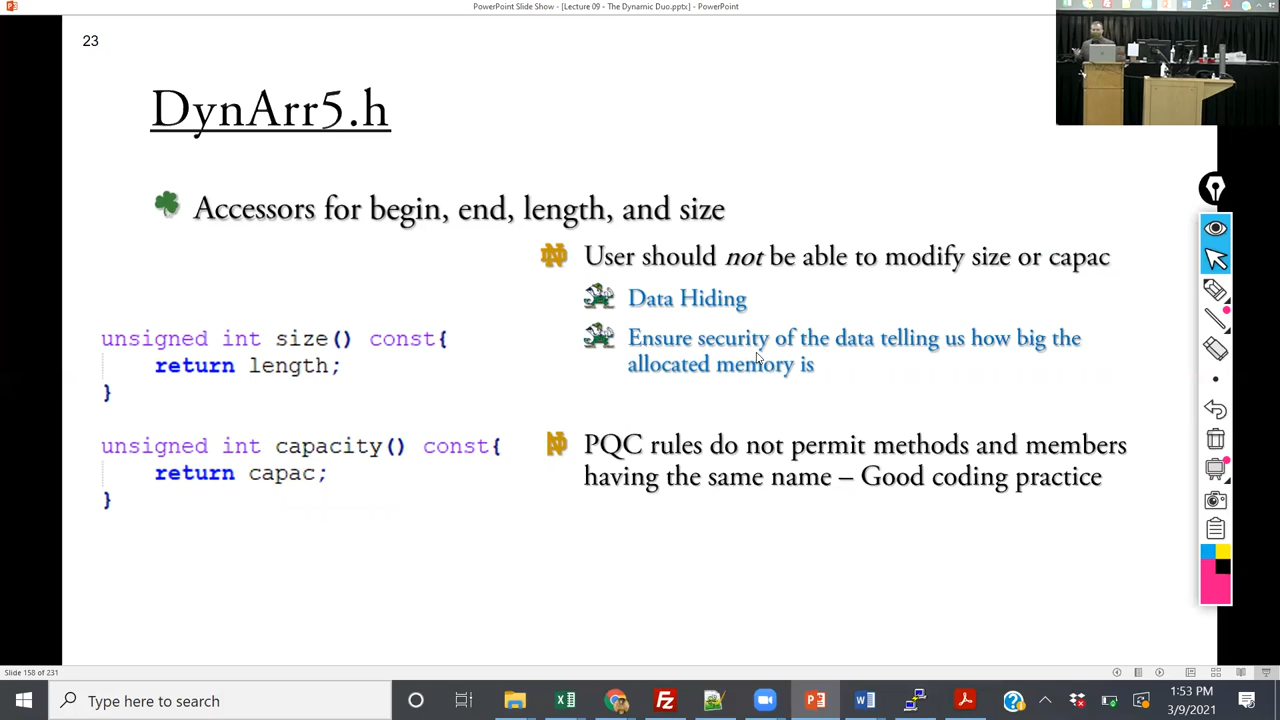 PowerPoint Slide Show - [Lecture 09 - The Dynamic Duo.pptx] - PowerPoint
23
DynArr5.h
Accessors for begin, end, length, and size
User should not be able to modify size or capac
Data Hiding
Ensure security of the data telling us how big the
allocated memory is
unsigned int size() const{
return length;
}
unsigned int capacity() const{
return capac;
}
PQC rules do not permit methods and members
having the same name – Good coding practice
Slide 158 of 231
Type here to search
1:53 PM
3/9/2021